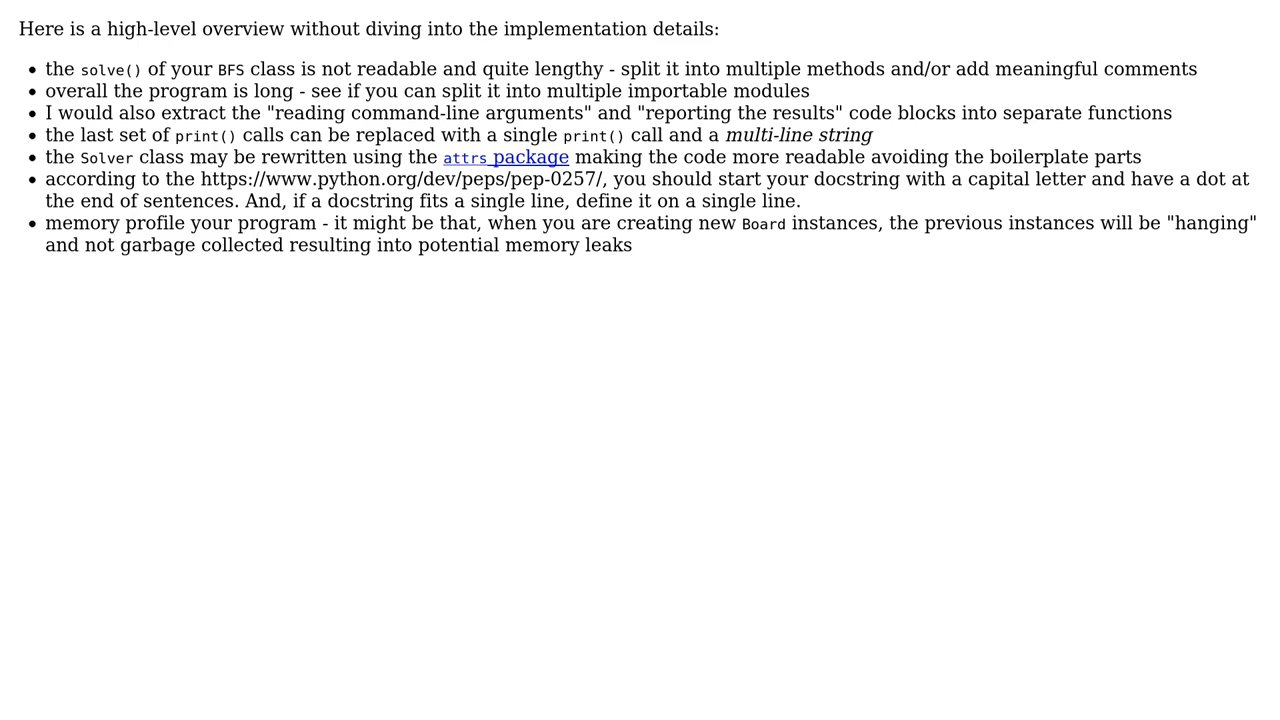 Here is a high-level overview without diving into the implementation details:
• the solve() of your BFS class is not readable and quite lengthy - split it into multiple methods and/or add meaningful comments
• overall the program is long - see if you can split it into multiple importable modules
• I would also extract the "reading command-line arguments" and "reporting the results" code blocks into separate functions
• the last set of print() calls can be replaced with a single print() call and a multi-line string
• the Solver class may be rewritten using the attrs package making the code more readable avoiding the boilerplate parts
• according to the https://www.python.org/dev/peps/pep-0257/, you should start your docstring with a capital letter and have a dot at
the end of sentences. And, if a docstring fits a single line, define it on a single line.
• memory profile your program - it might be that, when you are creating new Board instances, the previous instances will be "hanging"
and not garbage collected resulting into potential memory leaks